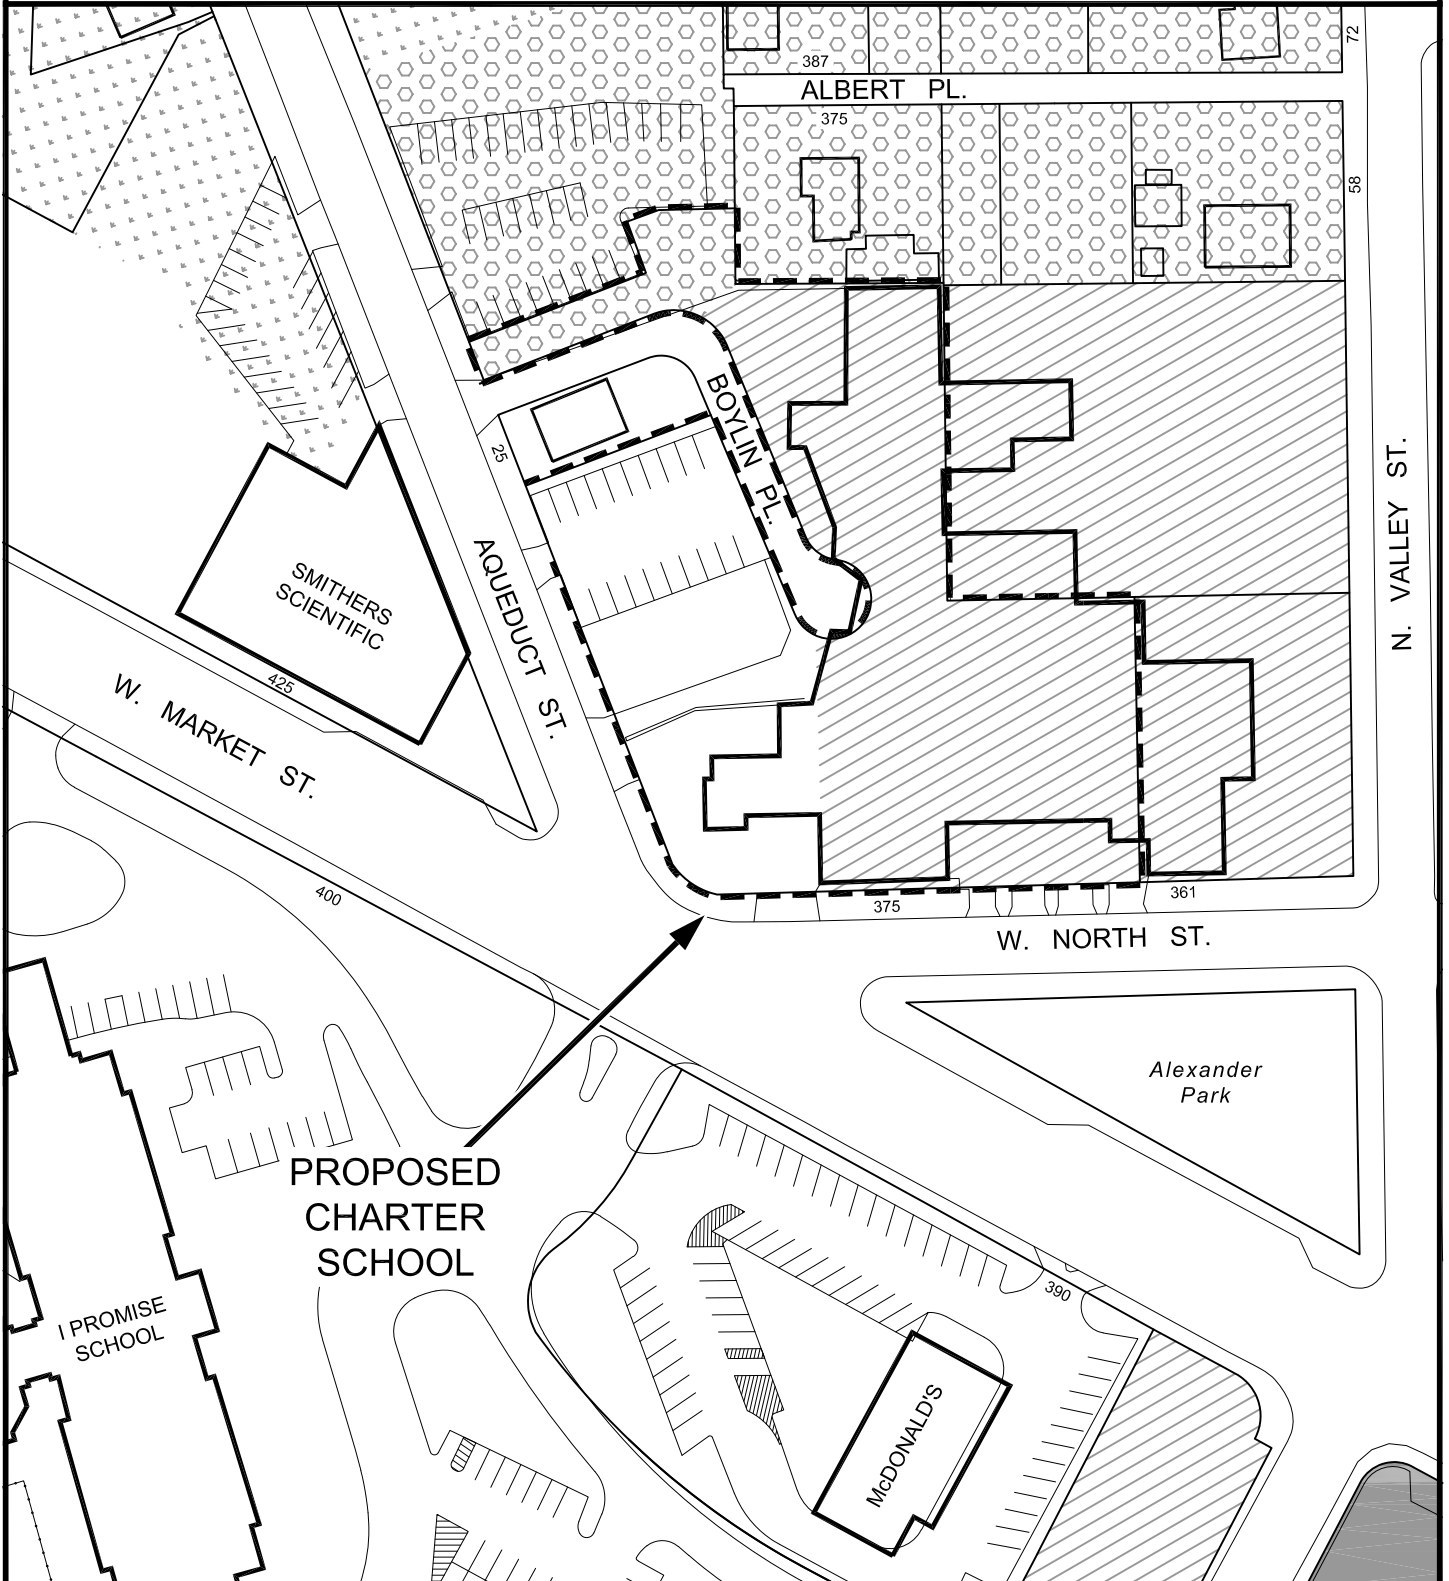 72
387
ALBERT PL.
375
58
BOYLIN PL.
25
N. VALLEY ST.
AQUEDUCT ST.
SMITHERS
SCIENTIFIC
425
W. MARKET ST.
400
375
361
W. NORTH ST.
Alexander
Park
PROPOSED
CHARTER
SCHOOL
390
I PROMISE
SCHOOL
McDONALD'S